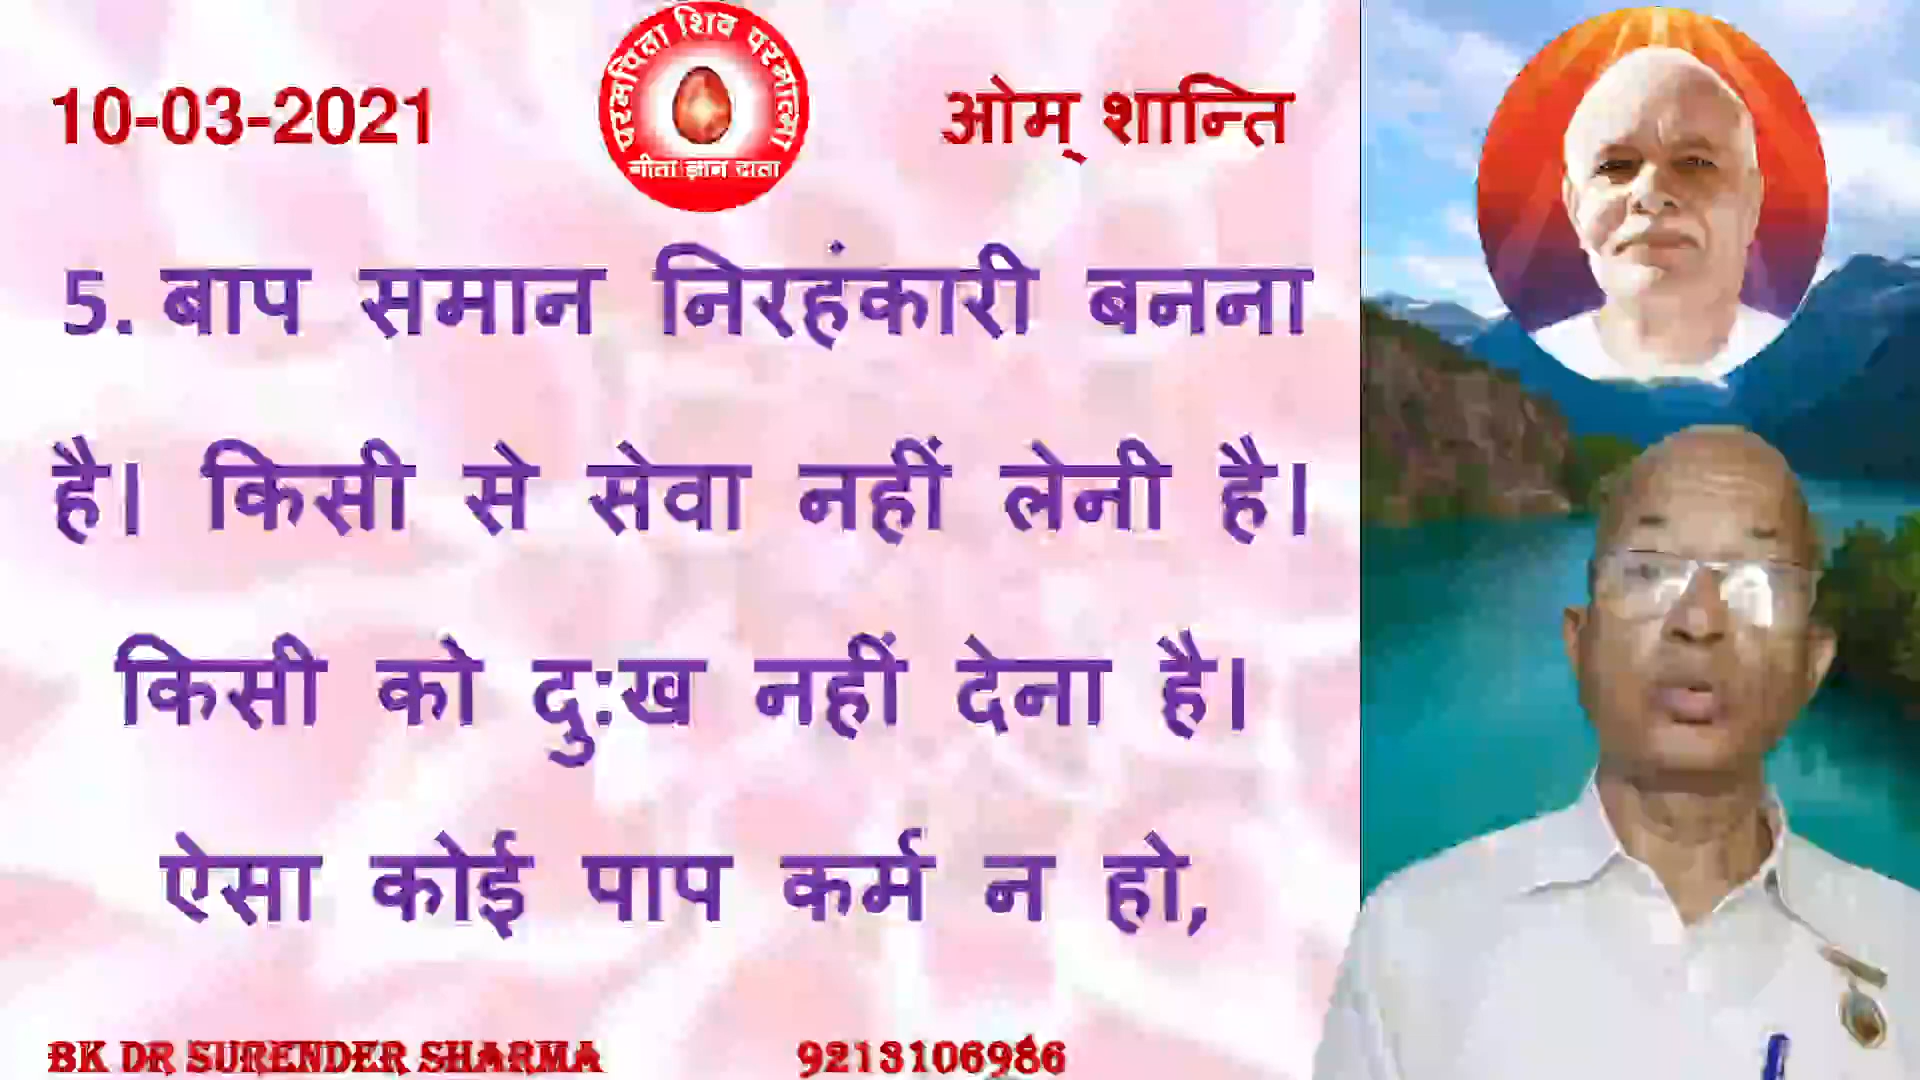 10-03-2021
परमपिता शिव परमात्मा
गीता ज्ञान दाता
ओम् शान्ति
5. बाप समान निरहंकारी बनना
है। किसी से सेवा नहीं लेनी है।
किसी को दुःख नहीं देना है।
ऐसा कोई पाप कर्म न हो,
BK DR SURENDER SHARMA
9213106986